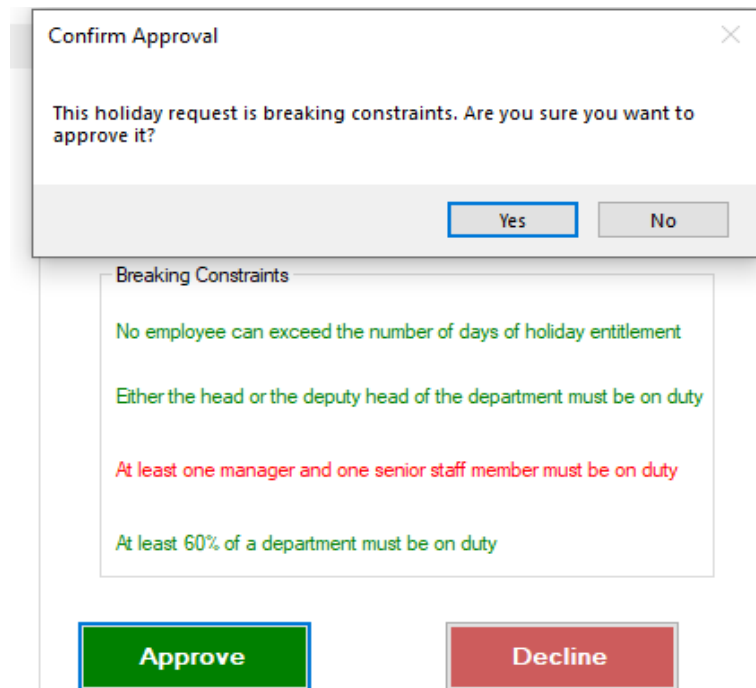 Confirm Approval
This holiday request is breaking constraints. Are you sure you want to
approve it?
Yes
No
Breaking Constraints
No employee can exceed the number of days of holiday entitlement
Either the head or the deputy head of the department must be on duty
At least one manager and one senior staff member must be on duty
At least 60% of a department must be on duty
Approve
Decline